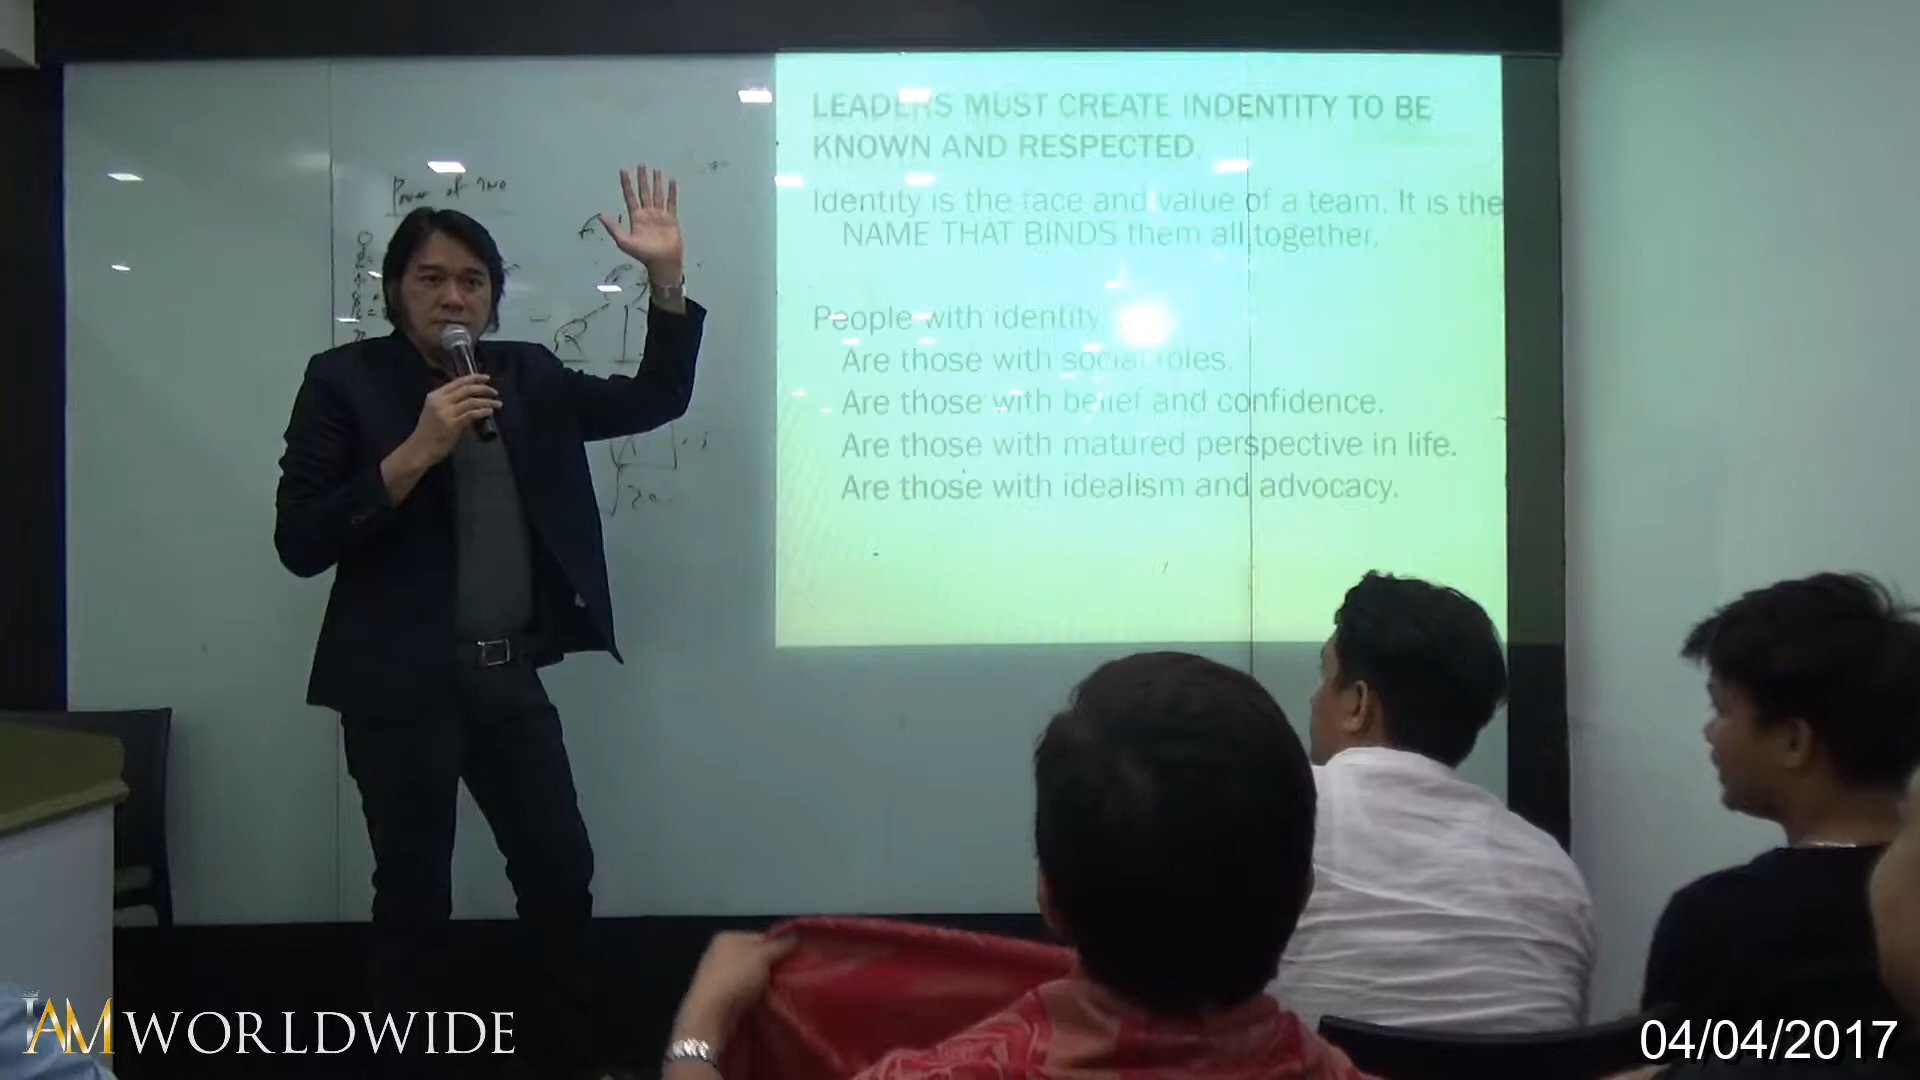 Power of Two
LEADERS MUST CREATE INDENTITY TO BE
KNOWN AND RESPECTED.
Identity is the face and value of a team. It is the
NAME THAT BINDS them all together.
People with identity
Are those with social roles.
Are those with belief and confidence.
Are those with matured perspective in life.
Are those with idealism and advocacy.
IAM WORLDWIDE
04/04/2017